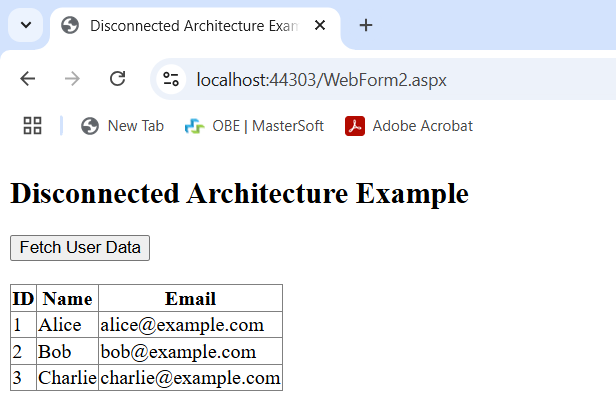 Disconnected Architecture Exam
localhost:44303/WebForm2.aspx
New Tab OBE | MasterSoft Adobe Acrobat
Disconnected Architecture Example
Fetch User Data
ID Name Email
1 Alice alice@example.com
2 Bob bob@example.com
3 Charlie charlie@example.com